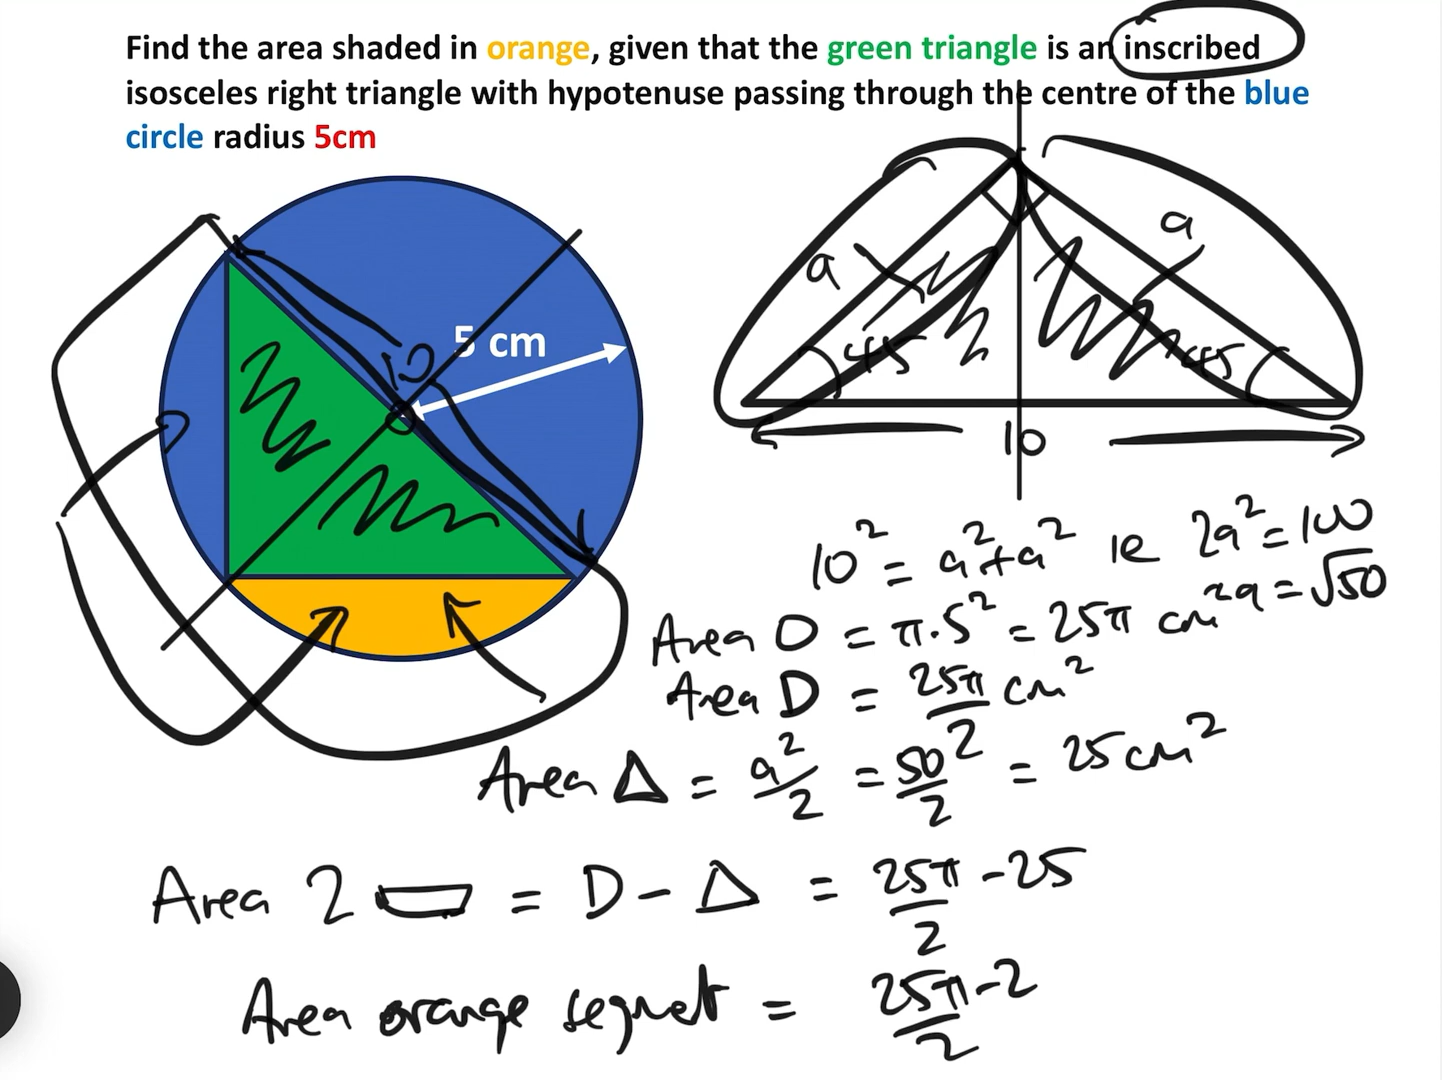 Find the area shaded in orange, given that the green triangle is an inscribed
isosceles right triangle with hypotenuse passing through the centre of the blue
circle radius 5cm
5 cm
10
a
a
45
45
10
10² = a² + a² ie 2a² = 100
a = √50
Area O = π.5² = 25π cm²
Area D = 25π/2 cm²
Area Δ = a²/2 = 50/2 = 25 cm²
Area 2 = D - Δ = 25π/2 - 25
Area orange segment = 25π/2 - 2